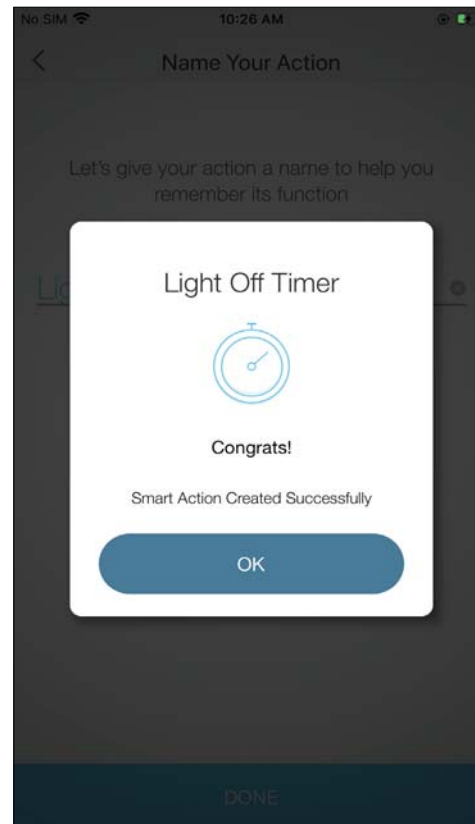 No SIM 10:26 AM
Name Your Action
Let's give your action a name to help you
remember its function
Lig
Light Off Timer
Congrats!
Smart Action Created Successfully
OK
DONE